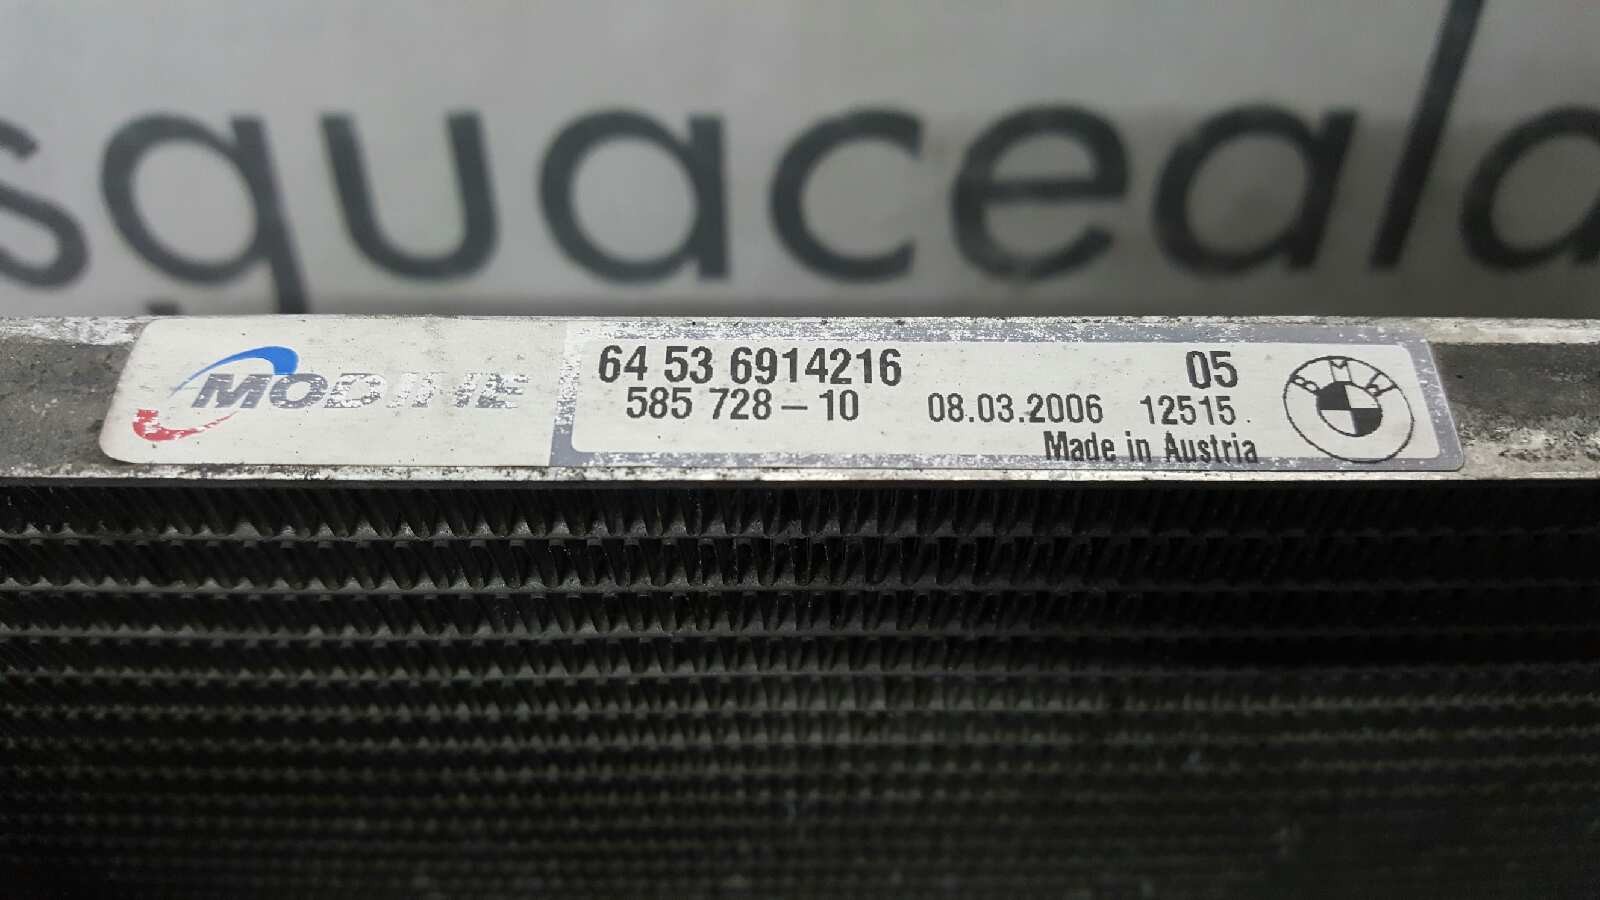 squaceala
MODINE
64 53 6914216 05
585 728-10 08.03.2006 12515
Made in Austria
BMW